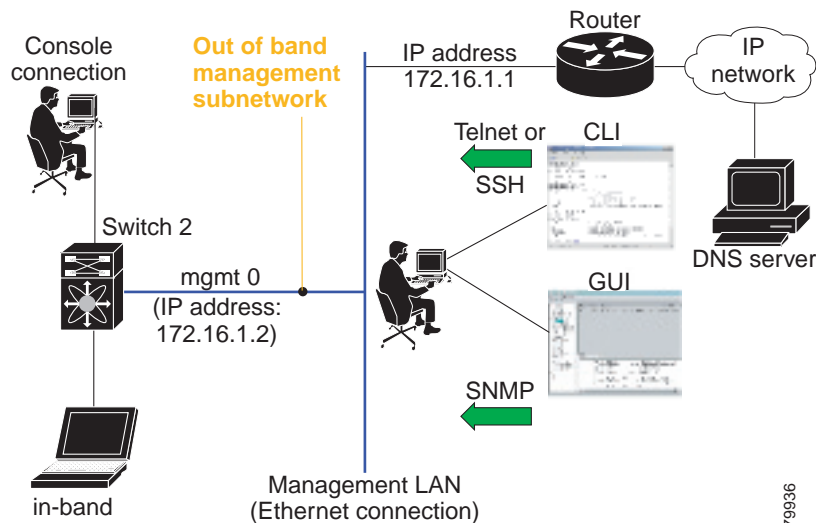 Console
connection
Out of band
management
subnetwork
Router
IP address
172.16.1.1
IP
network
Telnet or
SSH
CLI
DNS server
Switch 2
mgmt 0
(IP address:
172.16.1.2)
GUI
SNMP
in-band
Management LAN
(Ethernet connection)
79936